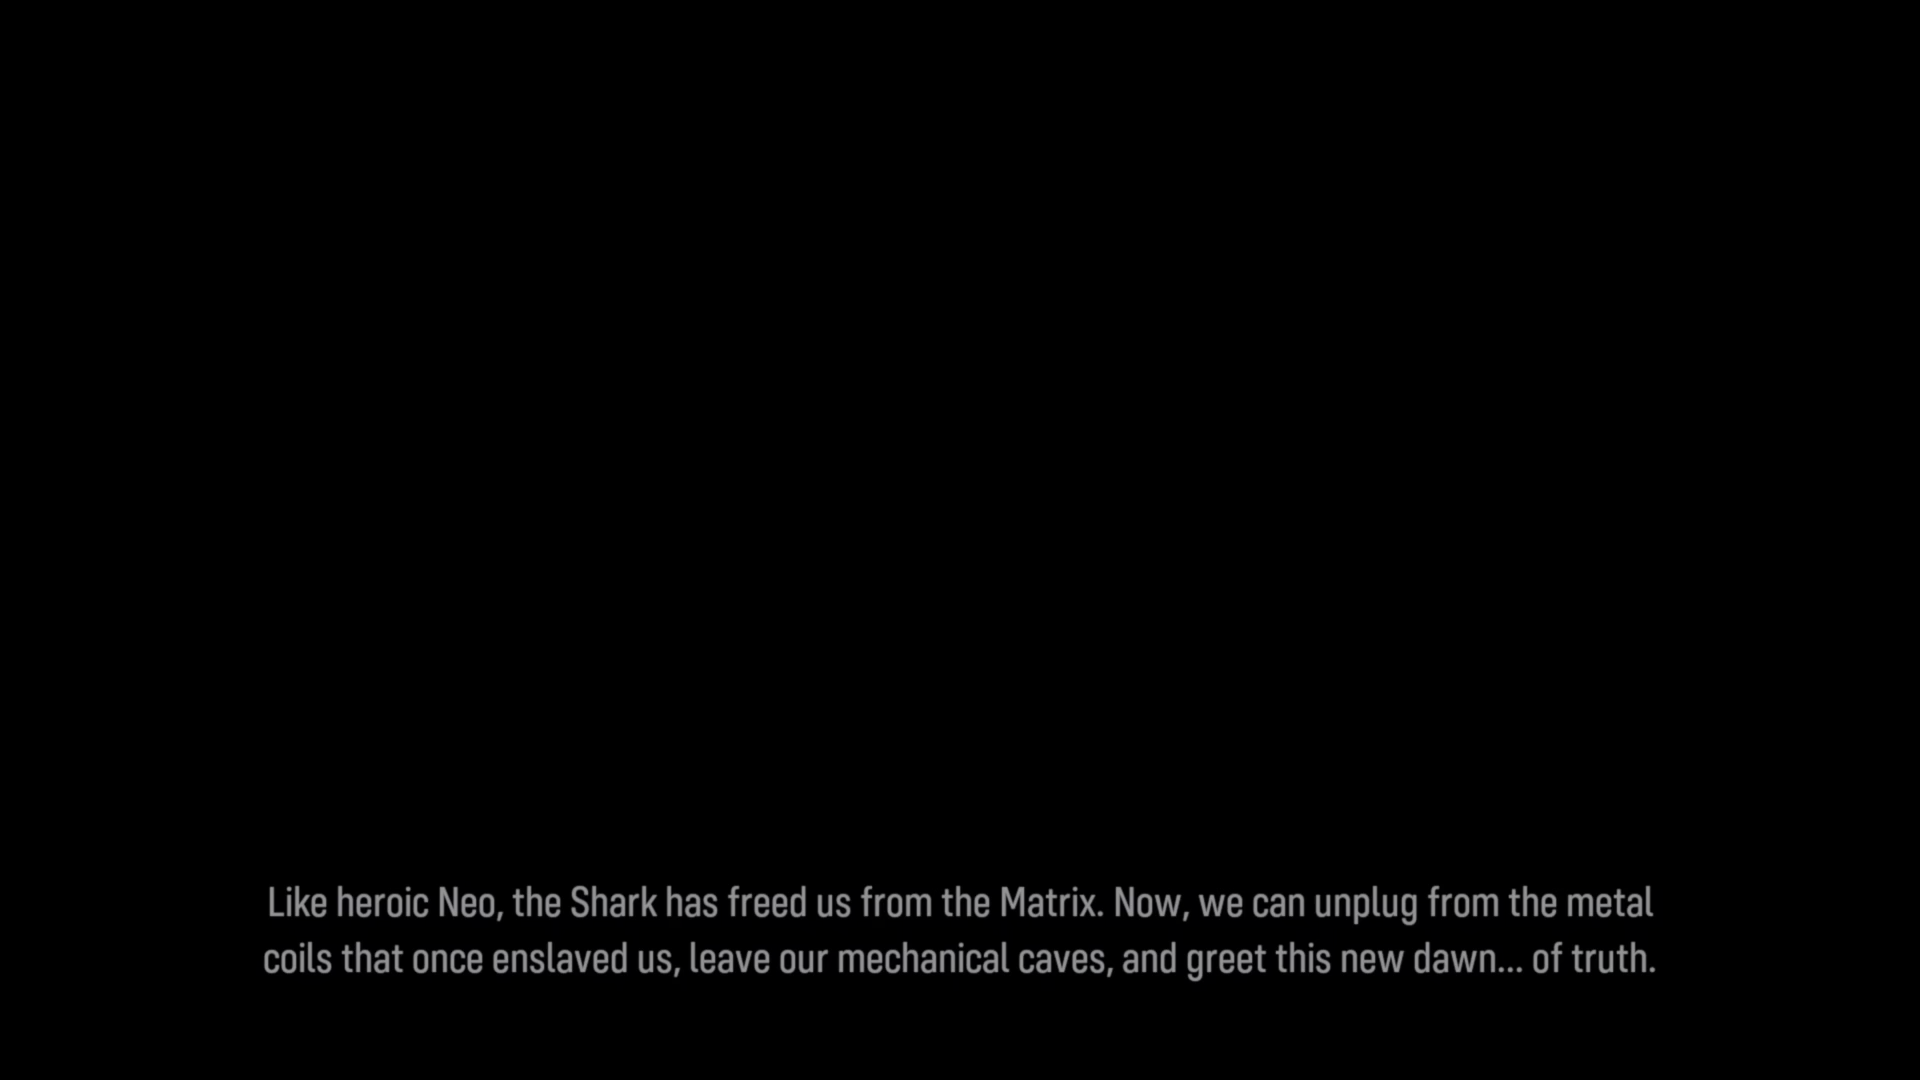 Like heroic Neo, the Shark has freed us from the Matrix. Now, we can unplug from the metal
coils that once enslaved us, leave our mechanical caves, and greet this new dawn... of truth.